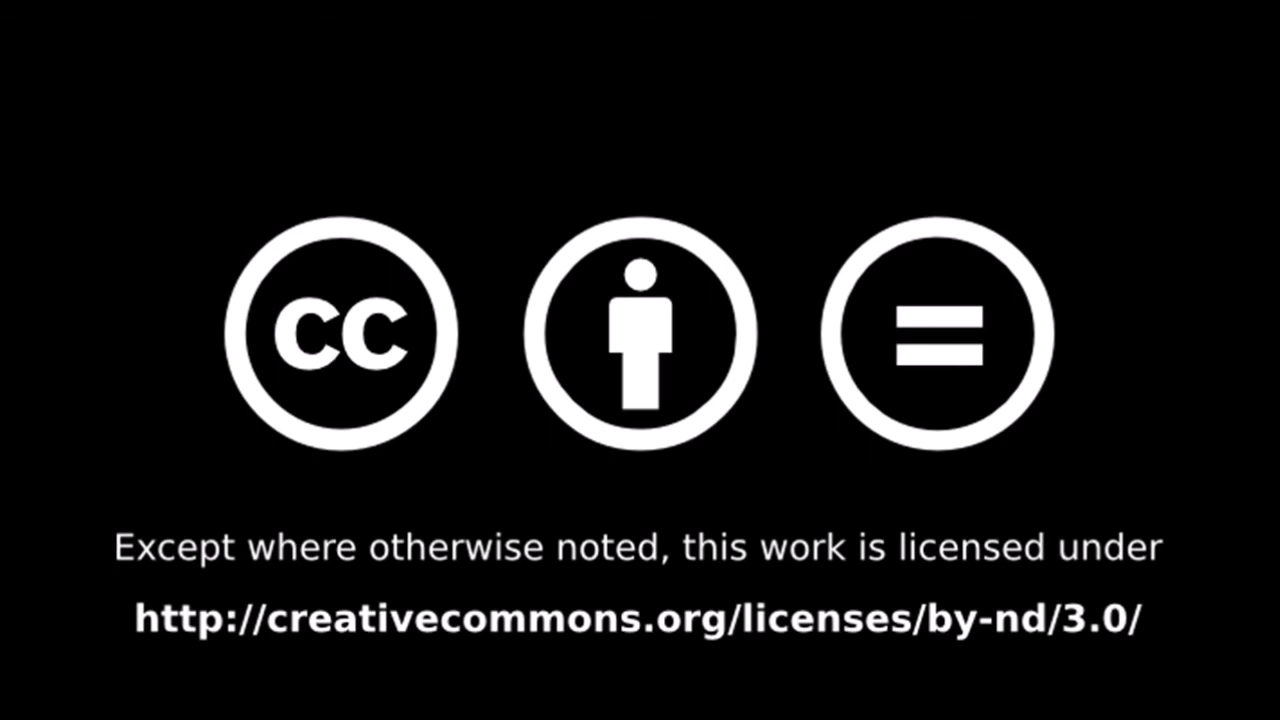 cc
Except where otherwise noted, this work is licensed under
http://creativecommons.org/licenses/by-nd/3.0/